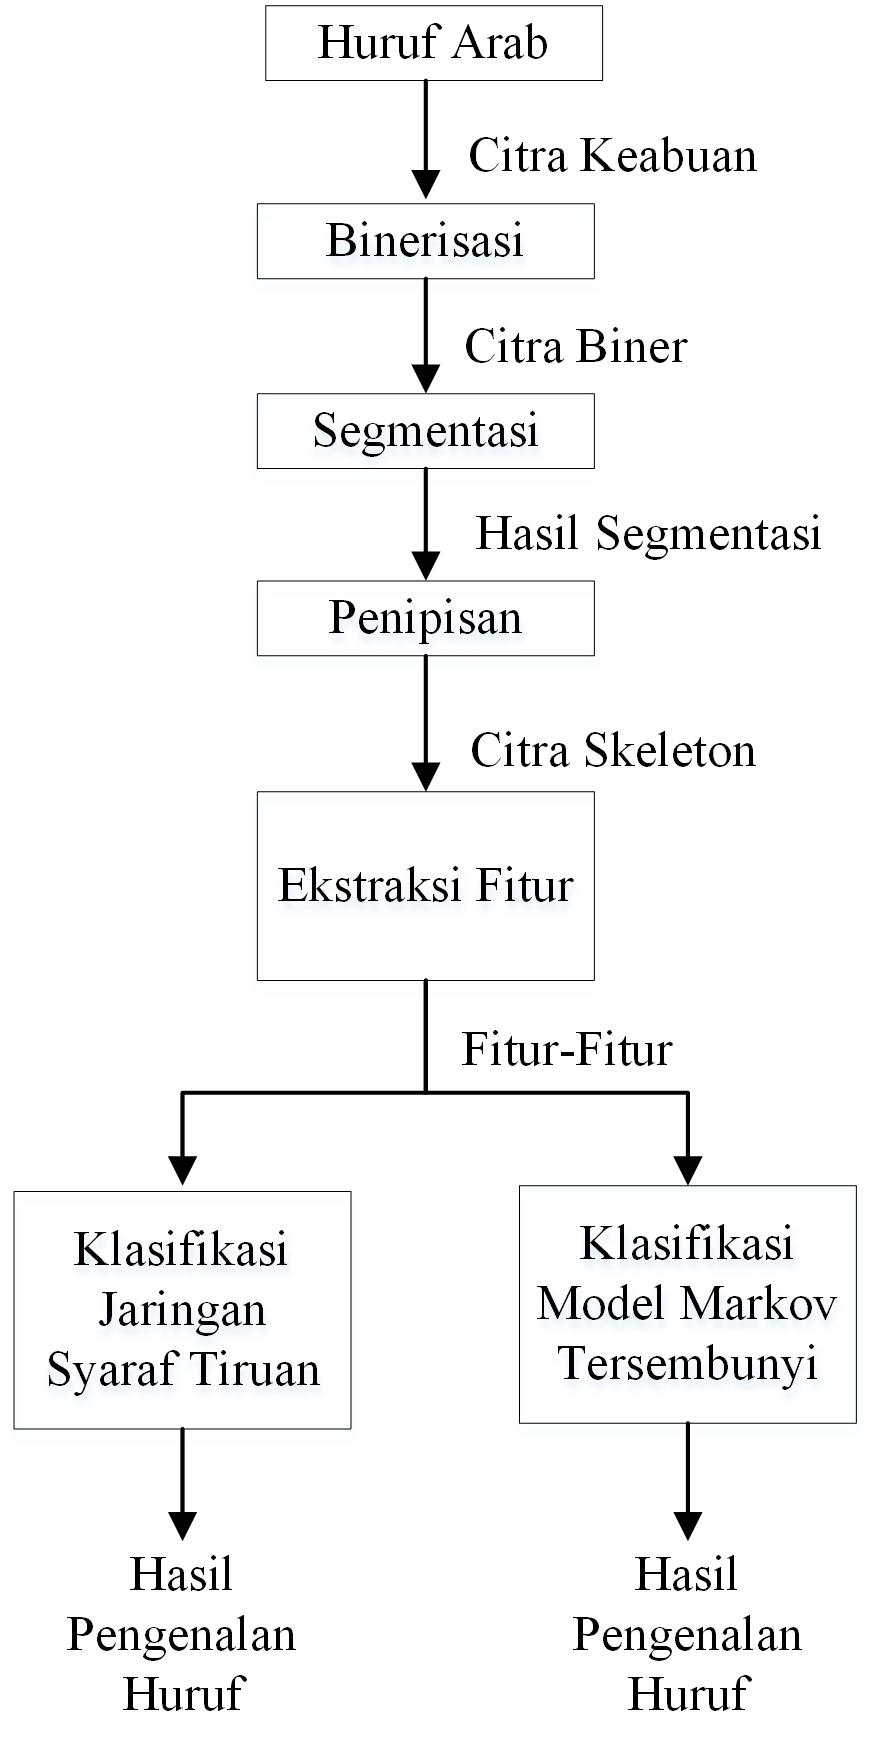 Huruf Arab
Citra Keabuan
Binerisasi
Citra Biner
Segmentasi
Hasil Segmentasi
Penipisan
Citra Skeleton
Ekstraksi Fitur
Fitur-Fitur
Klasifikasi
Jaringan
Syaraf Tiruan
Klasifikasi
Model Markov
Tersembunyi
Hasil
Pengenalan
Huruf
Hasil
Pengenalan
Huruf